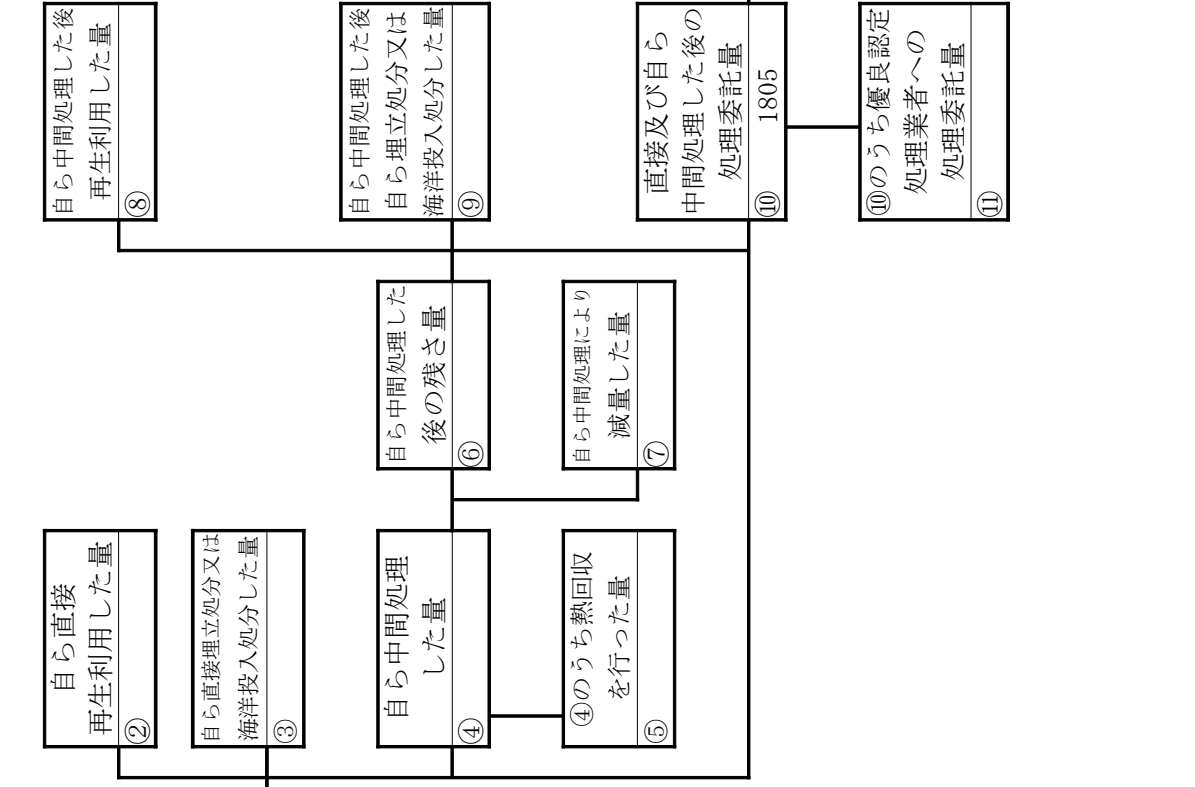 自ら直接
再生利用した量
②
自ら直接埋立処分又は
海洋投入処分した量
③
自ら中間処理
した量
④
④のうち熱回収
を行った量
⑤
自ら中間処理した
後の残さ量
⑥
自ら中間処理により
減量した量
⑦
自ら中間処理した後
再生利用した量
⑧
自ら中間処理した後
自ら埋立処分又は
海洋投入処分した量
⑨
直接及び自ら
中間処理した後の
処理委託量
⑩ 1805
⑩のうち優良認定
処理業者への
処理委託量
⑪